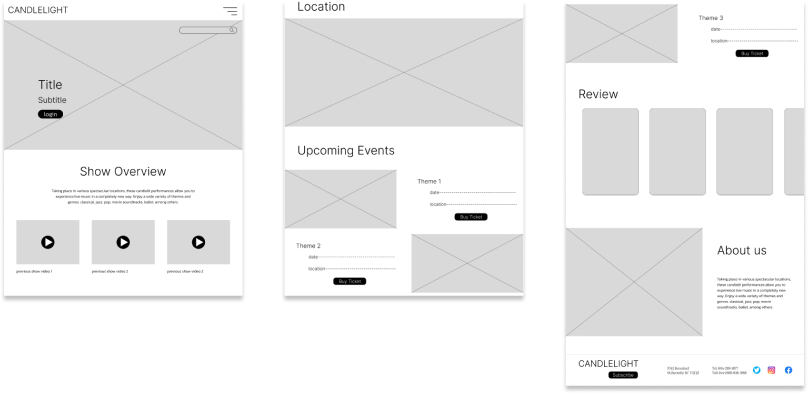 CANDLELIGHT
Title
Subtitle
login
Show Overview
Taking place in various spectacular locations, these candlelit performances allow you to
experience live music in a completely new way. Enjoy a wide variety of themes and
genres: classical, jazz, pop, movie soundtracks, ballet, among others.
previous show video 1
previous show video 2
previous show video 3
Location
Upcoming Events
Theme 1
date
location
Buy Ticket
Theme 2
date
location
Buy Ticket
Theme 3
date
location
Buy Ticket
Review
About us
Taking place in various spectacular locations,
these candlelit performances allow you to
experience live music in a completely new
way. Enjoy a wide variety of themes and
genres: classical, jazz, pop, movie
soundtracks, ballet, among others.
CANDLELIGHT
Subscribe